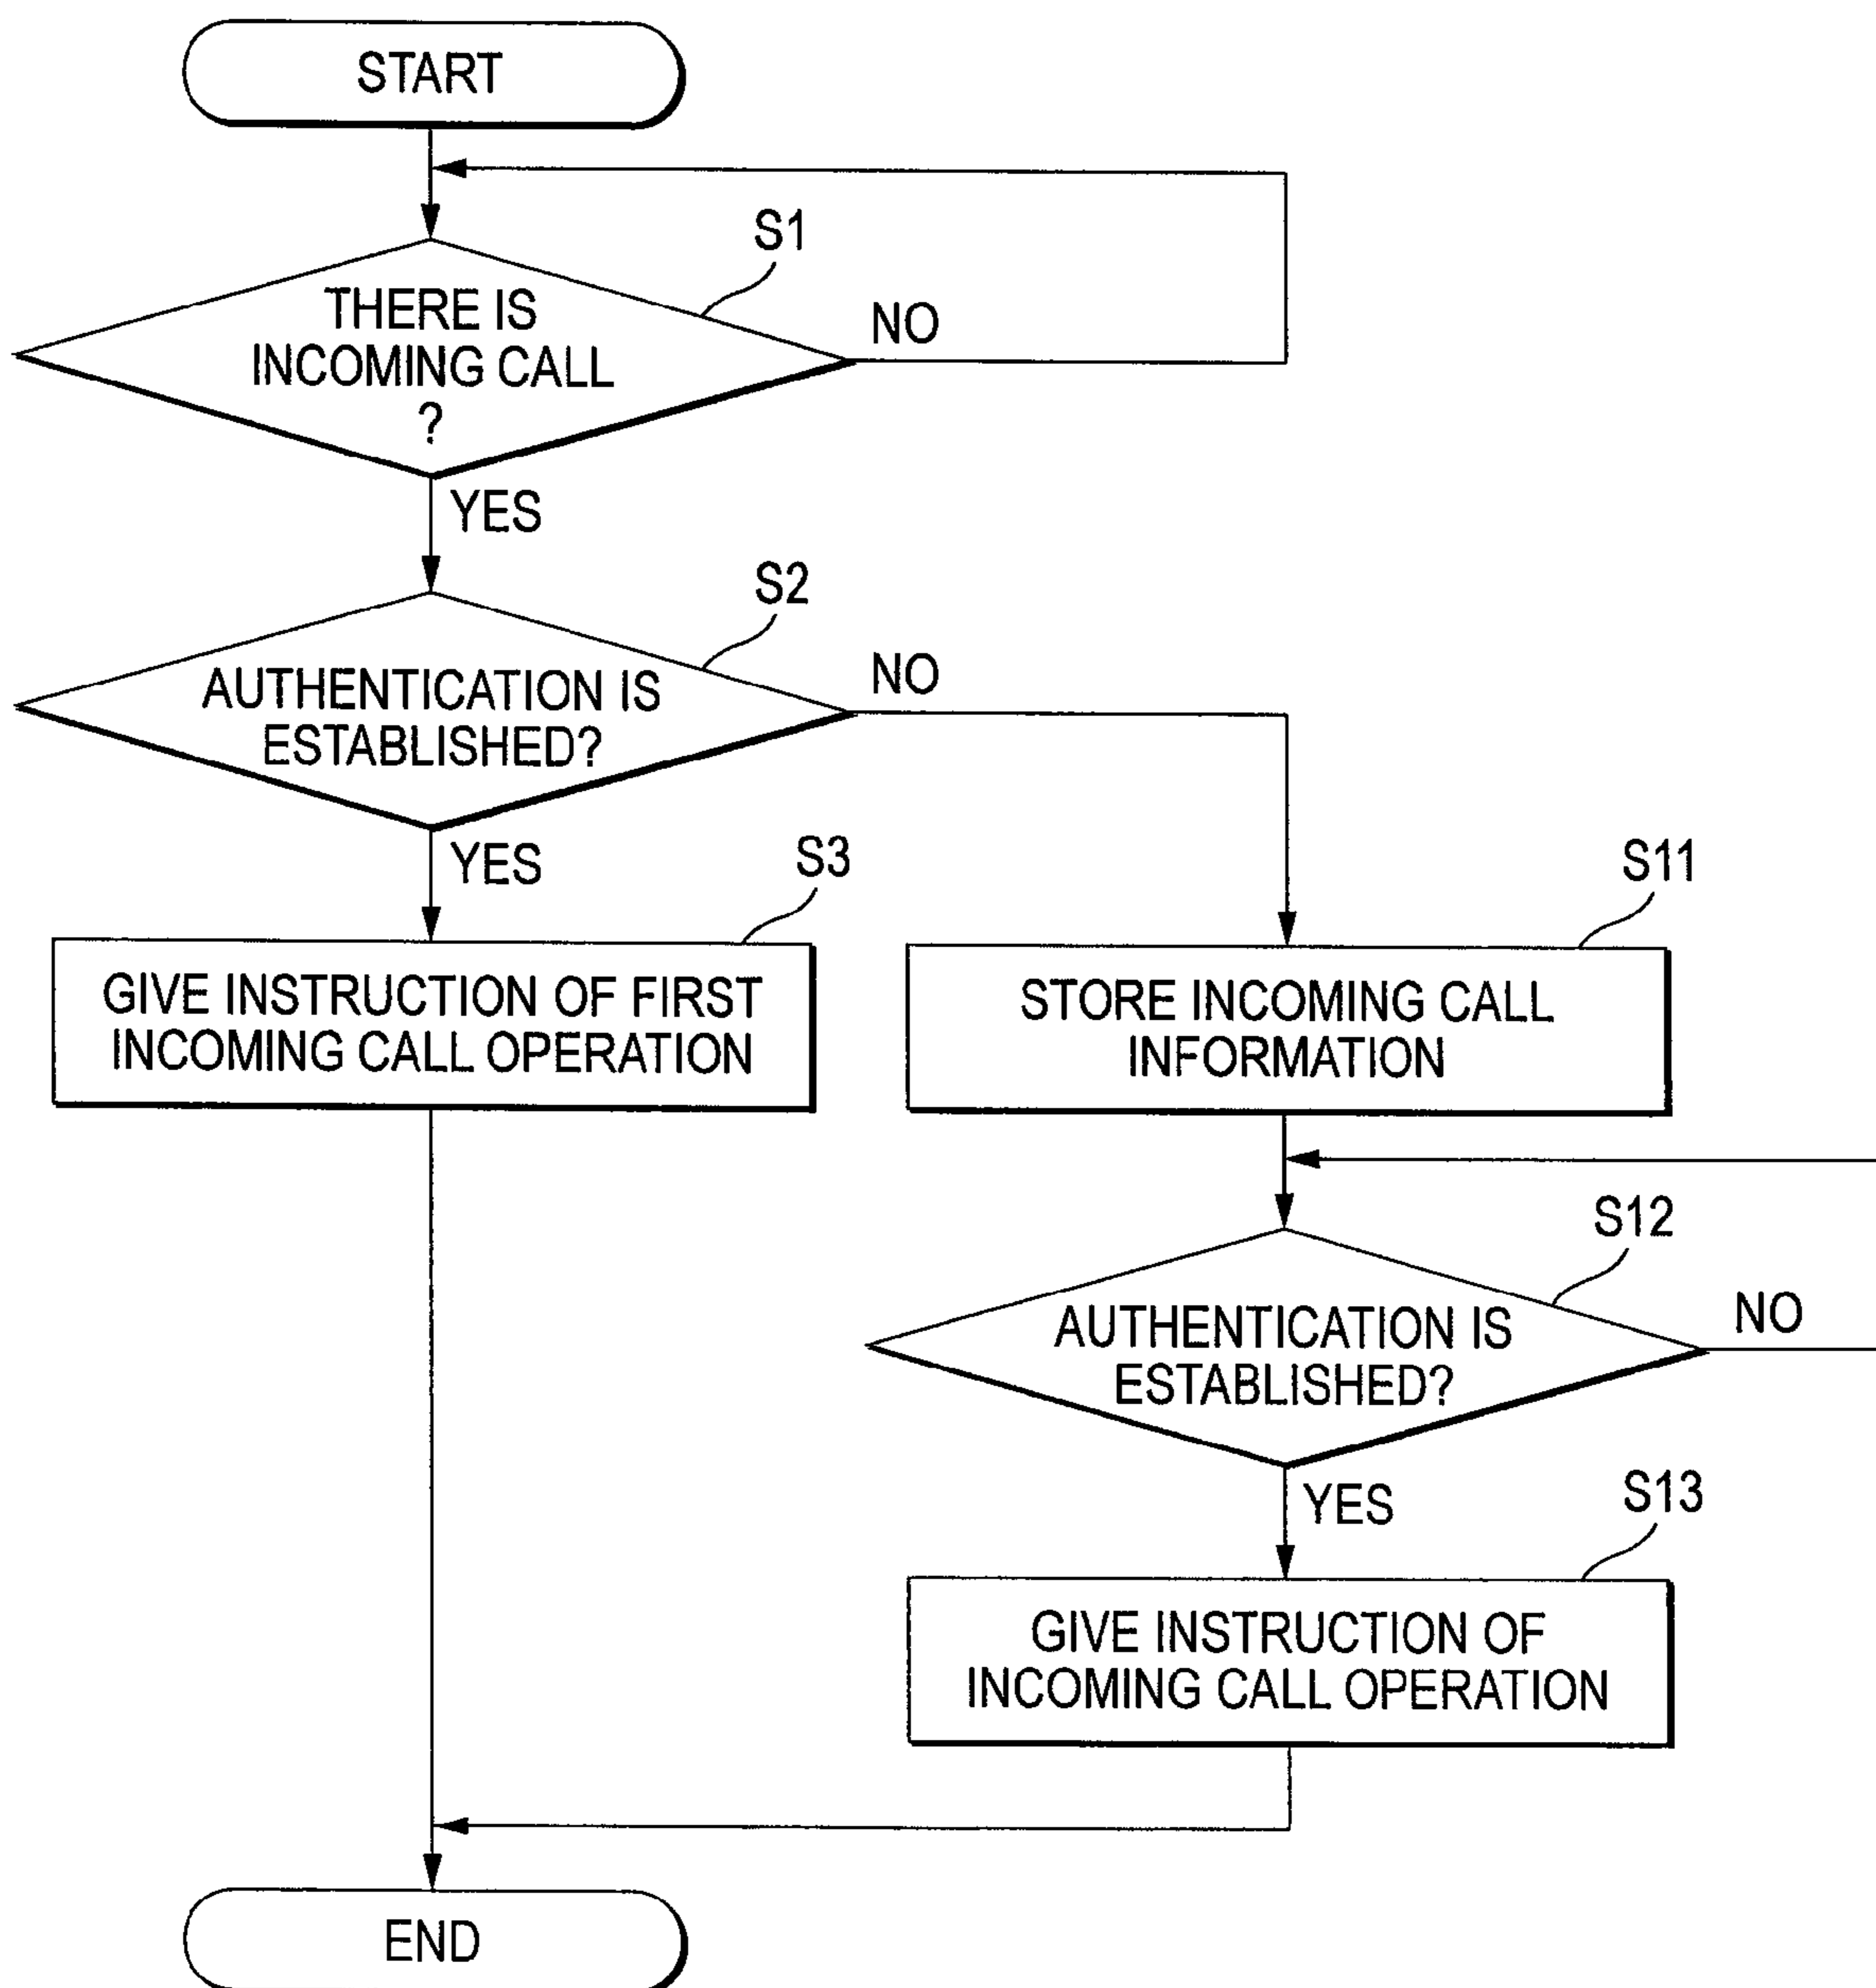 START
S1
THERE IS
INCOMING CALL
?
NO
YES
S2
AUTHENTICATION IS
ESTABLISHED?
NO
YES
S3
GIVE INSTRUCTION OF FIRST
INCOMING CALL OPERATION
S11
STORE INCOMING CALL
INFORMATION
S12
AUTHENTICATION IS
ESTABLISHED?
NO
YES
S13
GIVE INSTRUCTION OF
INCOMING CALL OPERATION
END